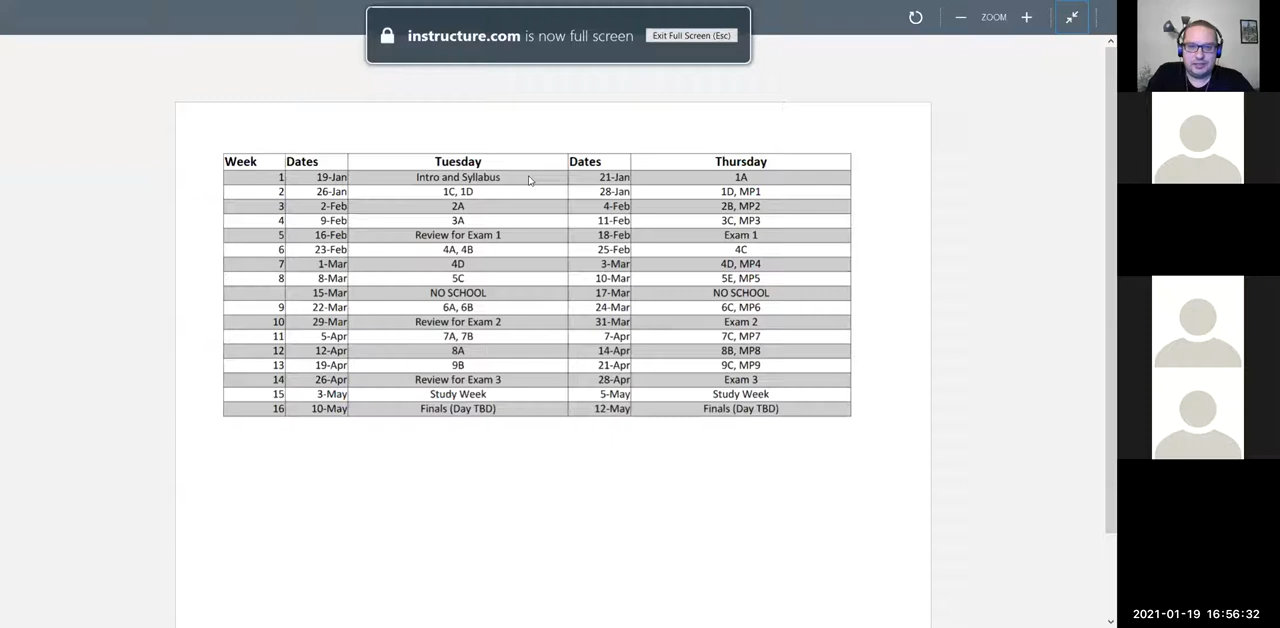 ZOOM
instructure.com is now full screen Exit Full Screen (Esc)
Week Dates Tuesday Dates Thursday
1 19-Jan Intro and Syllabus 21-Jan 1A
2 26-Jan 1C, 1D 28-Jan 1D, MP1
3 2-Feb 2A 4-Feb 2B, MP2
4 9-Feb 3A 11-Feb 3C, MP3
5 16-Feb Review for Exam 1 18-Feb Exam 1
6 23-Feb 4A, 4B 25-Feb 4C
7 1-Mar 4D 3-Mar 4D, MP4
8 8-Mar 5C 10-Mar 5E, MP5
15-Mar NO SCHOOL 17-Mar NO SCHOOL
9 22-Mar 6A, 6B 24-Mar 6C, MP6
10 29-Mar Review for Exam 2 31-Mar Exam 2
11 5-Apr 7A, 7B 7-Apr 7C, MP7
12 12-Apr 8A 14-Apr 8B, MP8
13 19-Apr 9B 21-Apr 9C, MP9
14 26-Apr Review for Exam 3 28-Apr Exam 3
15 3-May Study Week 5-May Study Week
16 10-May Finals (Day TBD) 12-May Finals (Day TBD)
2021-01-19 16:56:32